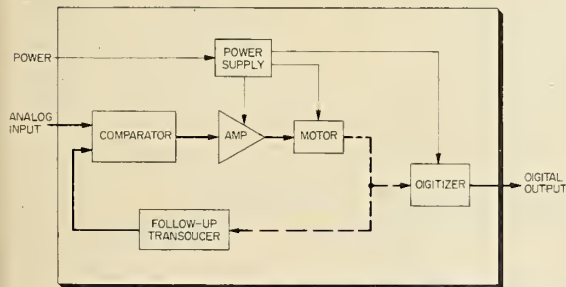 POWER
POWER
SUPPLY
ANALOG
INPUT
COMPARATOR
AMP
MOTOR
DIGITIZER
DIGITAL
OUTPUT
FOLLOW-UP
TRANSDUCER